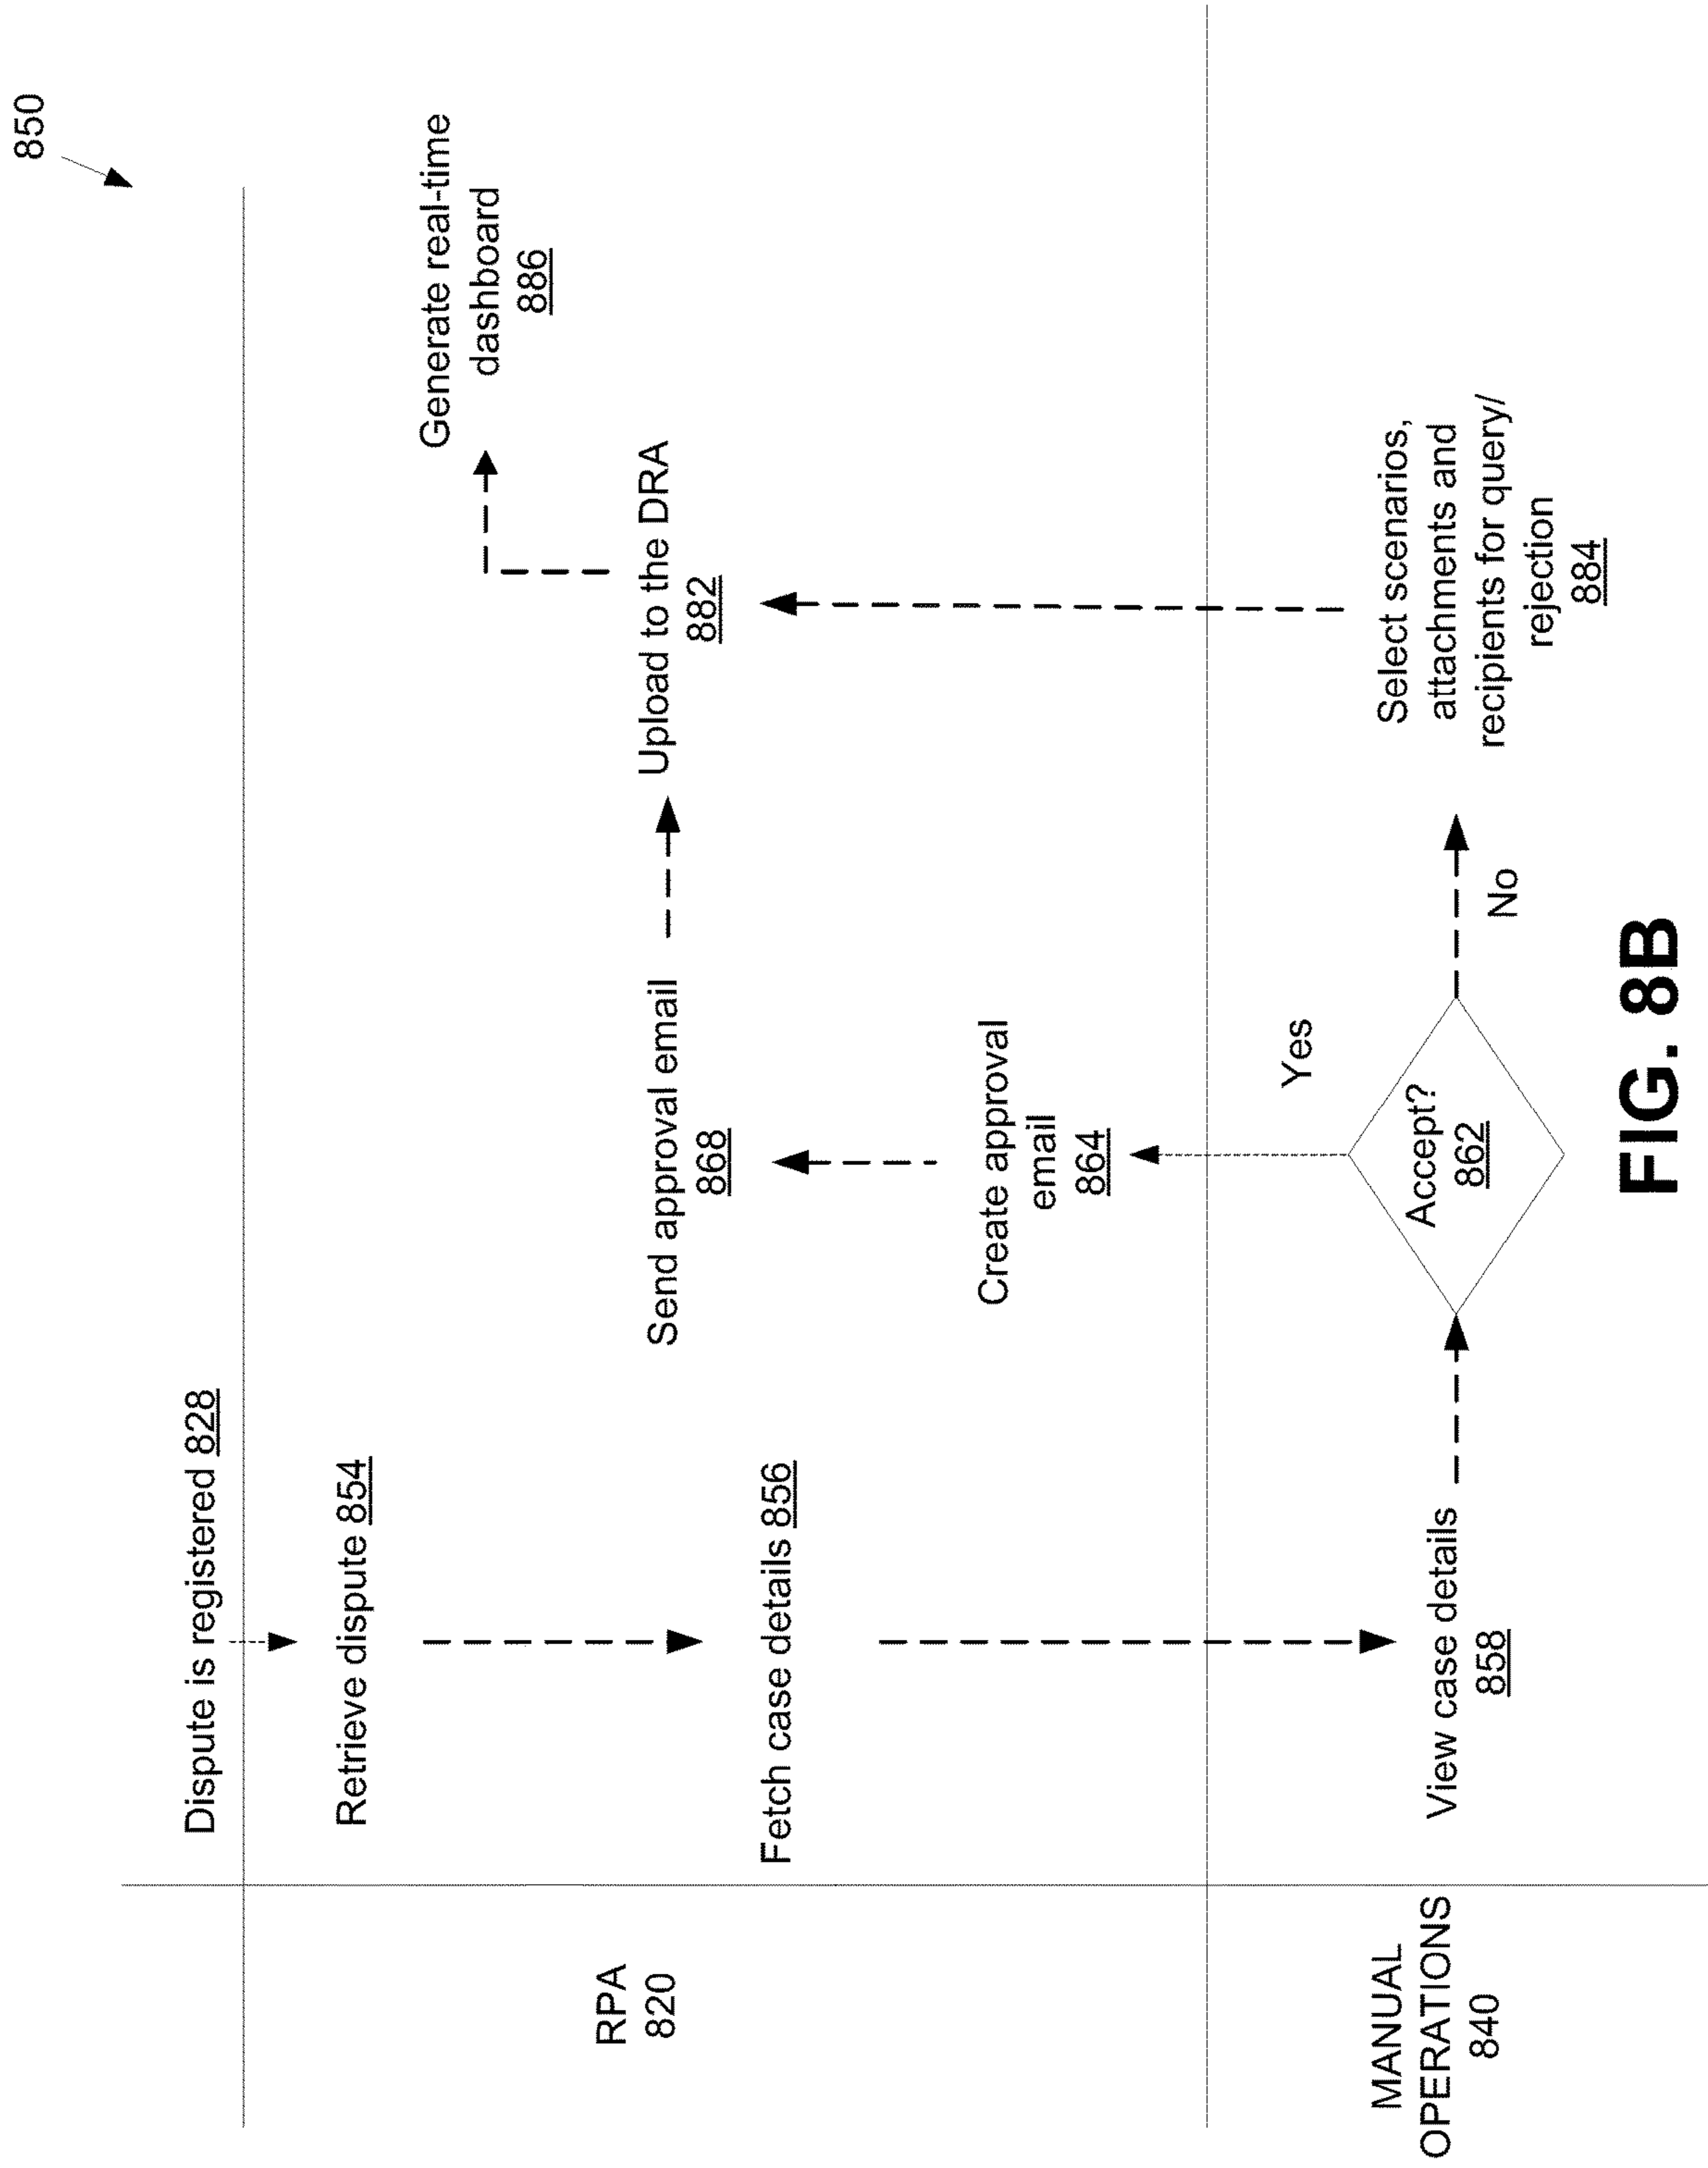 850
Dispute is registered 828
RPA
820
Retrieve dispute 854
Fetch case details 856
Send approval email
868
Create approval
email
864
Upload to the DRA
882
Generate real-time
dashboard
886
MANUAL
OPERATIONS
840
View case details
858
Accept?
862
Yes
No
Select scenarios,
attachments and
recipients for query/
rejection
884
FIG. 8B